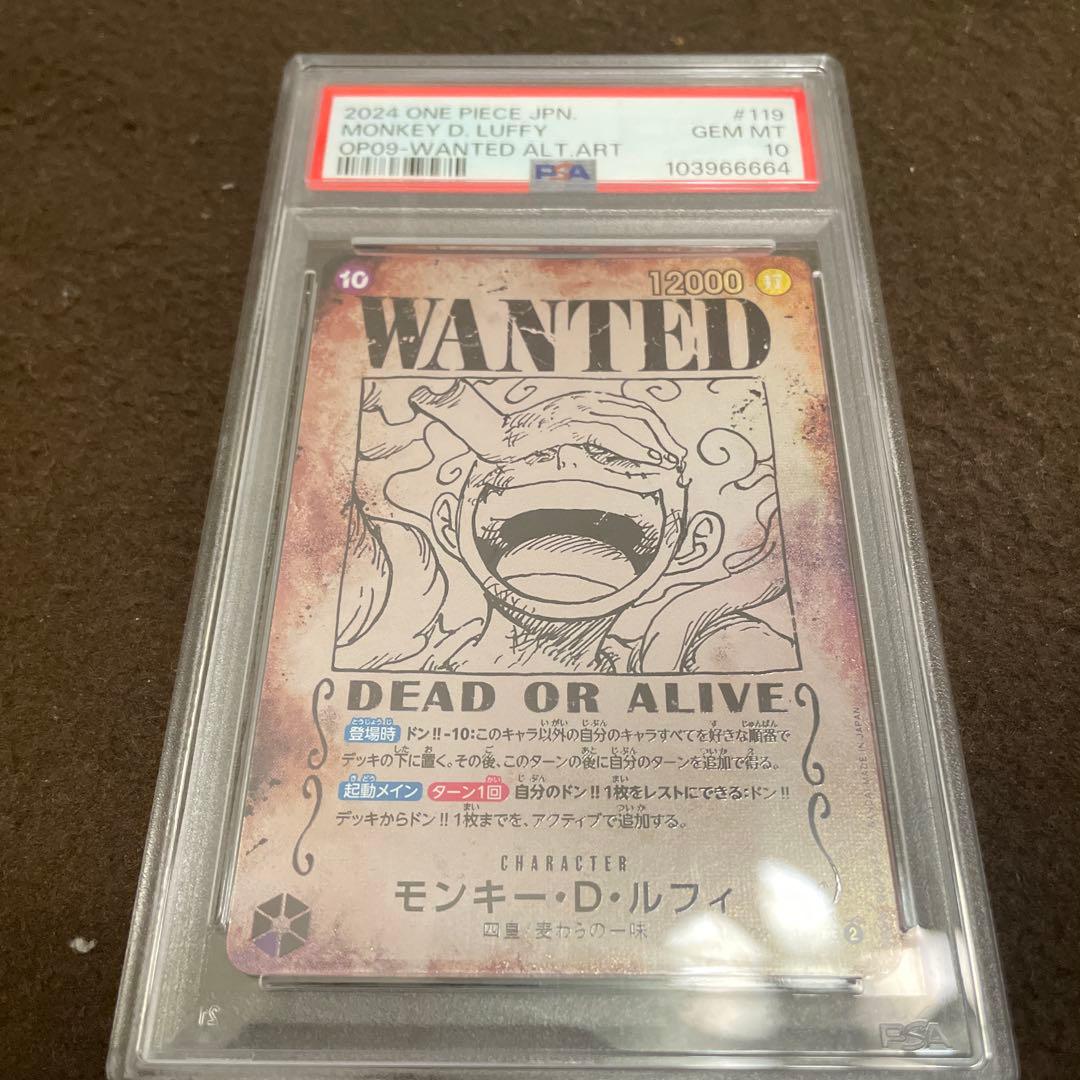 2024 ONE PIECE JPN. #119
MONKEY D. LUFFY GEM MT
OP09-WANTED ALT.ART 10
PSA 103966664
10 12000
WANTED
DEAD OR ALIVE
登場時 ドン!!-10:このキャラ以外の自分のキャラすべてを好きな順番で
デッキの下に置く。その後、このターンの後に自分のターンを追加で得る。
起動メイン ターン1回 自分のドン!!1枚をレストにできる:ドン!!
デッキからドン!!1枚までを、アクティブで追加する。
CHARACTER
モンキー・D・ルフィ
四皇/麦わらの一味
2
MADE IN JAPAN
PSA